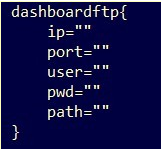 dashboardftp{
    ip=""
    port=""
    user=""
    pwd=""
    path=""
}